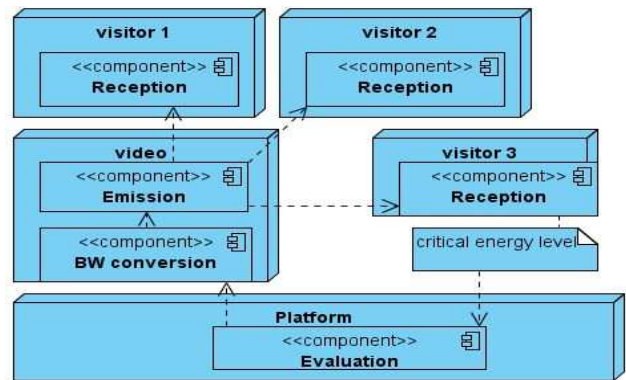 visitor 1
<<component>>
Reception
visitor 2
<<component>>
Reception
video
<<component>>
Emission
<<component>>
BW conversion
visitor 3
<<component>>
Reception
critical energy level
Platform
<<component>>
Evaluation